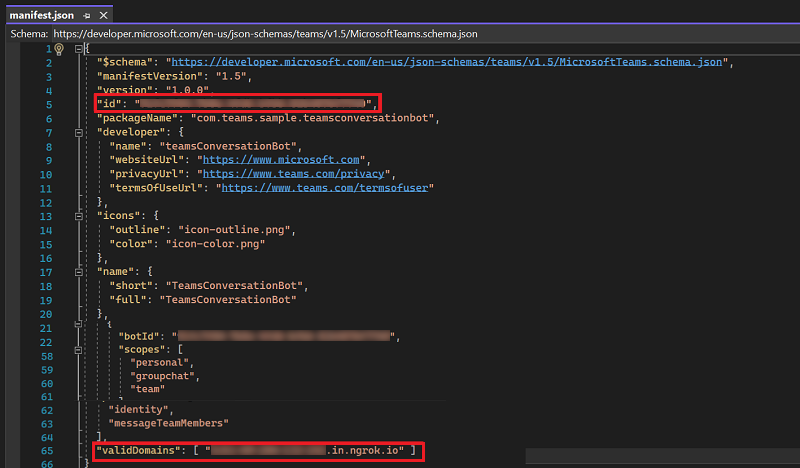 manifest.json
Schema: https://developer.microsoft.com/en-us/json-schemas/teams/v1.5/MicrosoftTeams.schema.json
1 {
2 "$schema": "https://developer.microsoft.com/en-us/json-schemas/teams/v1.5/MicrosoftTeams.schema.json",
3 "manifestVersion": "1.5",
4 "version": "1.0.0",
5 "id": " ",
6 "packageName": "com.teams.sample.teamsconversationbot",
7 "developer": {
8 "name": "teamsConversationBot",
9 "websiteUrl": "https://www.microsoft.com",
10 "privacyUrl": "https://www.teams.com/privacy",
11 "termsOfUseUrl": "https://www.teams.com/termsofuser"
12 },
13 "icons": {
14 "outline": "icon-outline.png",
15 "color": "icon-color.png"
16 },
17 "name": {
18 "short": "TeamsConversationBot",
19 "full": "TeamsConversationBot"
20 },
21 {
56 "botId": " ",
58 "scopes": [
59 "personal",
60 "groupchat",
61 "team"
62 "identity",
63 "messageTeamMembers"
64 ],
65 "validDomains": [ " .in.ngrok.io" ]
66 }